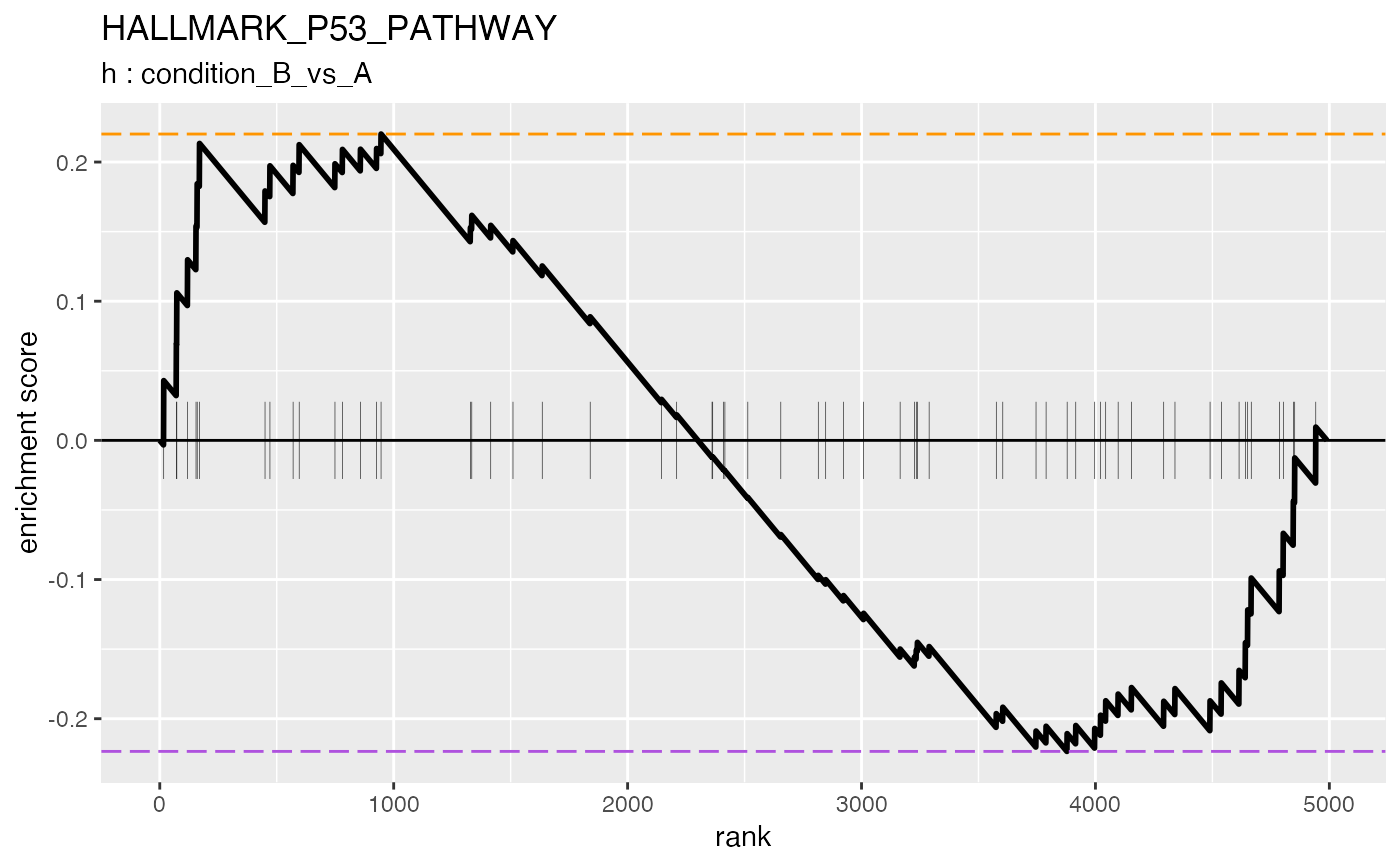 HALLMARK_P53_PATHWAY
h : condition_B_vs_A
0.2
0.1
0.0
-0.1
-0.2
enrichment score
0
1000
2000
3000
4000
5000
rank